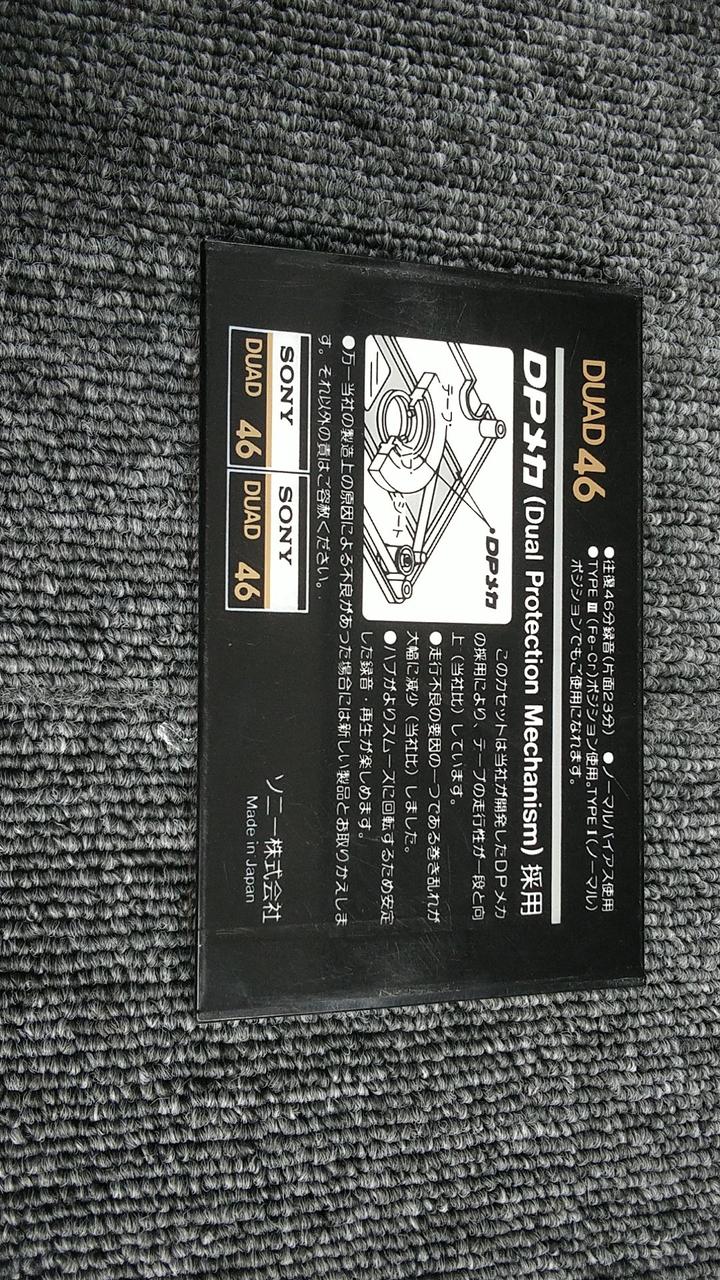 DUAD 46
●往復46分録音(片面23分) ●ノーマルバイアス使用
●TYPE Ⅲ (Fe-Cr)ポジション使用。TYPE I (ノーマル)
ポジションでもご使用になれます。
DPメカ (Dual Protection Mechanism) 採用
テープ
シート
•DPメカ
このカセットは当社が開発したDPメカ
の採用により、テープの走行性が一段と向
上(当社比)しています。
●走行不良の要因の一つである巻き乱れが
大幅に減少(当社比)しました。
●ハブがよりスムーズに回転するため安定
した録音・再生が楽しめます。
●万一当社の製造上の原因による不良があった場合には新しい製品とお取りかえしま
す。それ以外の責はご容赦ください。
SONY
DUAD 46
SONY
DUAD 46
ソニー株式会社
Made in Japan